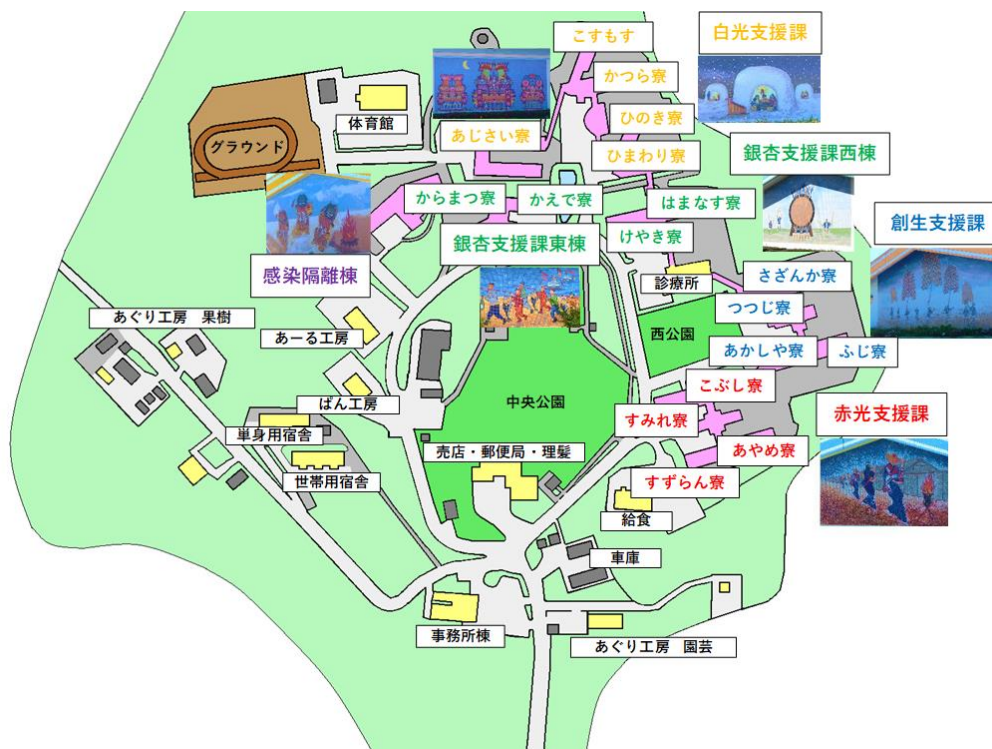 こすもす
白光支援課
かつら寮
体育館
ひのき寮
グラウンド
あじさい寮
ひまわり寮
銀杏支援課西棟
からまつ寮
かえで寮
はまなす寮
創生支援課
けやき寮
銀杏支援課東棟
感染隔離棟
診療所
さざんか寮
つつじ寮
あぐり工房 果樹
あーる工房
西公園
あかしや寮
ふじ寮
こぶし寮
ぱん工房
中央公園
すみれ寮
赤光支援課
単身用宿舎
売店・郵便局・理髪
あやめ寮
世帯用宿舎
すずらん寮
給食
車庫
事務所棟
あぐり工房 園芸